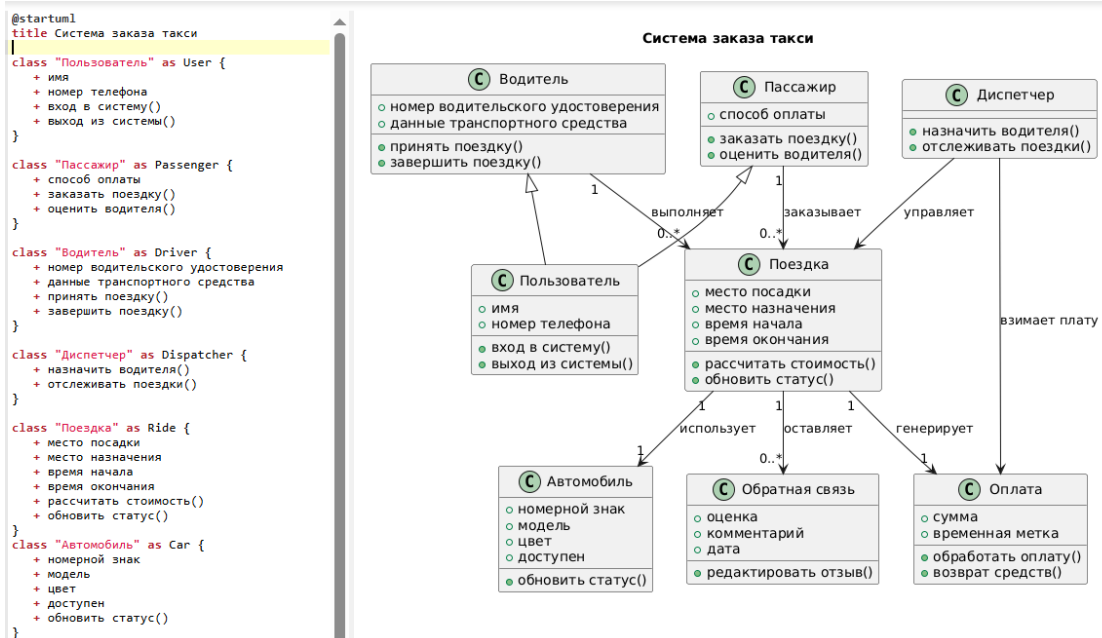 @startuml
title Система заказа такси
class "Пользователь" as User {
+ имя
+ номер телефона
+ вход в систему()
+ выход из системы()
}
class "Пассажир" as Passenger {
+ способ оплаты
+ заказать поездку()
+ оценить водителя()
}
class "Водитель" as Driver {
+ номер водительского удостоверения
+ данные транспортного средства
+ принять поездку()
+ завершить поездку()
}
class "Диспетчер" as Dispatcher {
+ назначить водителя()
+ отслеживать поездки()
}
class "Поездка" as Ride {
+ место посадки
+ место назначения
+ время начала
+ время окончания
+ рассчитать стоимость()
+ обновить статус()
}
class "Автомобиль" as Car {
+ номерной знак
+ модель
+ цвет
+ доступен
+ обновить статус()
}
Система заказа такси
C Водитель
номер водительского удостоверения
данные транспортного средства
принять поездку()
завершить поездку()
C Пассажир
способ оплаты
заказать поездку()
оценить водителя()
C Диспетчер
назначить водителя()
отслеживать поездки()
1
1
выполняет
заказывает
управляет
0..*
0..*
C Пользователь
имя
номер телефона
вход в систему()
выход из системы()
C Поездка
место посадки
место назначения
время начала
время окончания
рассчитать стоимость()
обновить статус()
взимает плату
1
1
1
использует
оставляет
генерирует
1
0..*
1
C Автомобиль
номерной знак
модель
цвет
доступен
обновить статус()
C Обратная связь
оценка
комментарий
дата
редактировать отзыв()
C Оплата
сумма
временная метка
обработать оплату()
возврат средств()